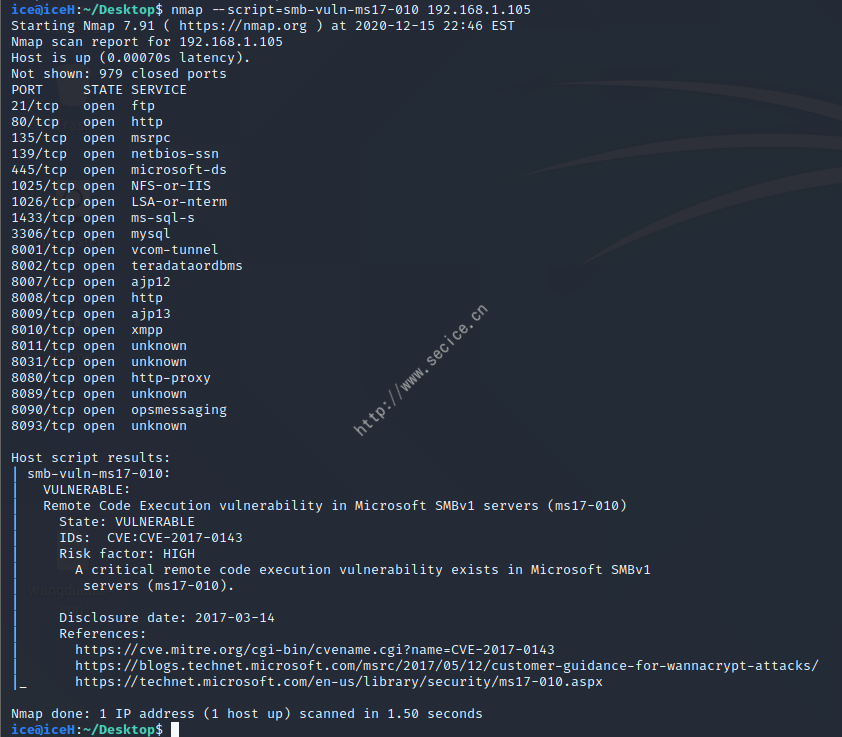 ice@iceH:~/Desktop$ nmap --script=smb-vuln-ms17-010 192.168.1.105
Starting Nmap 7.91 ( https://nmap.org ) at 2020-12-15 22:46 EST
Nmap scan report for 192.168.1.105
Host is up (0.00070s latency).
Not shown: 979 closed ports
PORT     STATE SERVICE
21/tcp   open  ftp
80/tcp   open  http
135/tcp  open  msrpc
139/tcp  open  netbios-ssn
445/tcp  open  microsoft-ds
1025/tcp open  NFS-or-IIS
1026/tcp open  LSA-or-nterm
1433/tcp open  ms-sql-s
3306/tcp open  mysql
8001/tcp open  vcom-tunnel
8002/tcp open  teradataordbms
8007/tcp open  ajp12
8008/tcp open  http
8009/tcp open  ajp13
8010/tcp open  xmpp
8011/tcp open  unknown
8031/tcp open  unknown
8080/tcp open  http-proxy
8089/tcp open  unknown
8090/tcp open  opsmessaging
8093/tcp open  unknown
http://www.secice.cn
Host script results:
| smb-vuln-ms17-010:
|   VULNERABLE:
|   Remote Code Execution vulnerability in Microsoft SMBv1 servers (ms17-010)
|     State: VULNERABLE
|     IDs:  CVE:CVE-2017-0143
|     Risk factor: HIGH
|       A critical remote code execution vulnerability exists in Microsoft SMBv1
|        servers (ms17-010).
|
|     Disclosure date: 2017-03-14
|     References:
|       https://cve.mitre.org/cgi-bin/cvename.cgi?name=CVE-2017-0143
|       https://blogs.technet.microsoft.com/msrc/2017/05/12/customer-guidance-for-wannacrypt-attacks/
|_      https://technet.microsoft.com/en-us/library/security/ms17-010.aspx
Nmap done: 1 IP address (1 host up) scanned in 1.50 seconds
ice@iceH:~/Desktop$